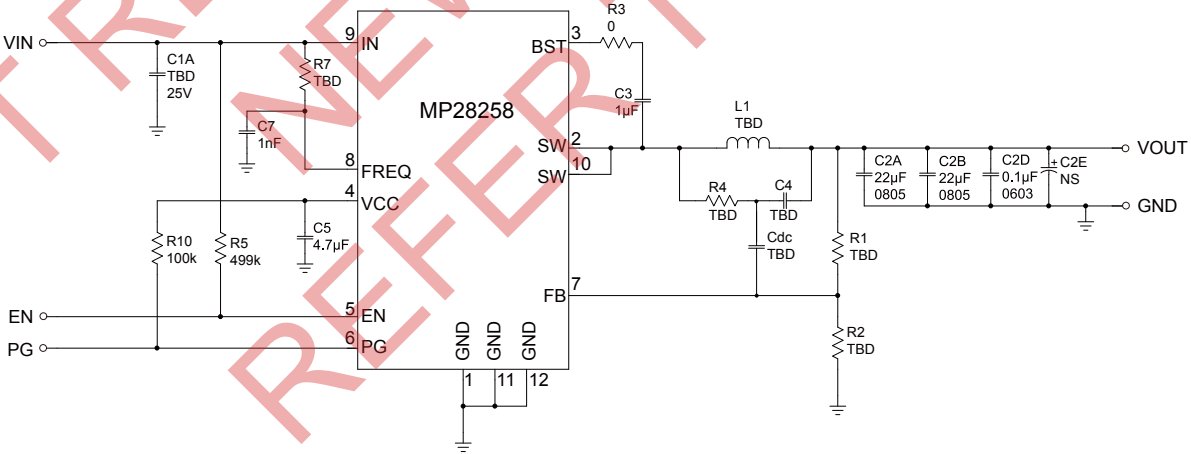 R3
0
VIN
9
IN
3
BST
C1A
TBD
25V
R7
TBD
C3
1µF
MP28258
L1
TBD
C7
1nF
SW
2
10
SW
VOUT
8
FREQ
C2A
22µF
0805
C2B
22µF
0805
C2D
0.1µF
0603
+
C2E
NS
4
VCC
R4
TBD
C4
TBD
GND
R10
100k
R5
499k
C5
4.7µF
Cdc
TBD
R1
TBD
FB
7
EN
5
EN
PG
6
PG
GND
GND
GND
R2
TBD
1
11
12
T R
NEW
REFER T